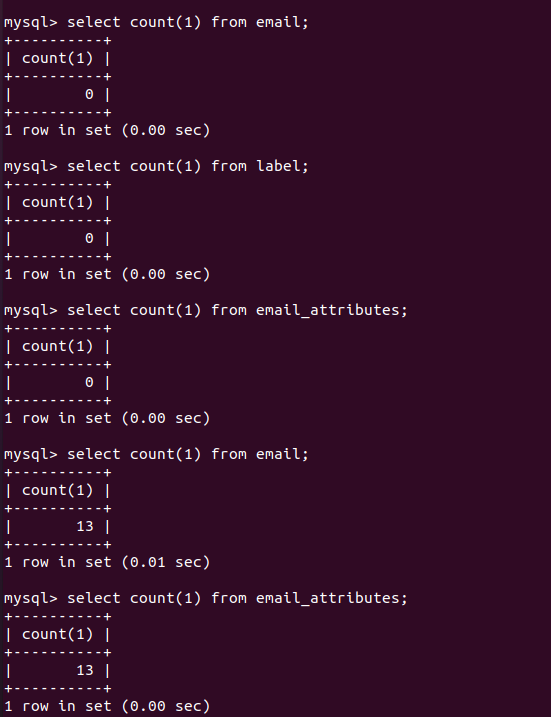 mysql> select count(1) from email;
+----------+
| count(1) |
+----------+
|        0 |
+----------+
1 row in set (0.00 sec)
mysql> select count(1) from label;
+----------+
| count(1) |
+----------+
|        0 |
+----------+
1 row in set (0.00 sec)
mysql> select count(1) from email_attributes;
+----------+
| count(1) |
+----------+
|        0 |
+----------+
1 row in set (0.00 sec)
mysql> select count(1) from email;
+----------+
| count(1) |
+----------+
|       13 |
+----------+
1 row in set (0.01 sec)
mysql> select count(1) from email_attributes;
+----------+
| count(1) |
+----------+
|       13 |
+----------+
1 row in set (0.00 sec)